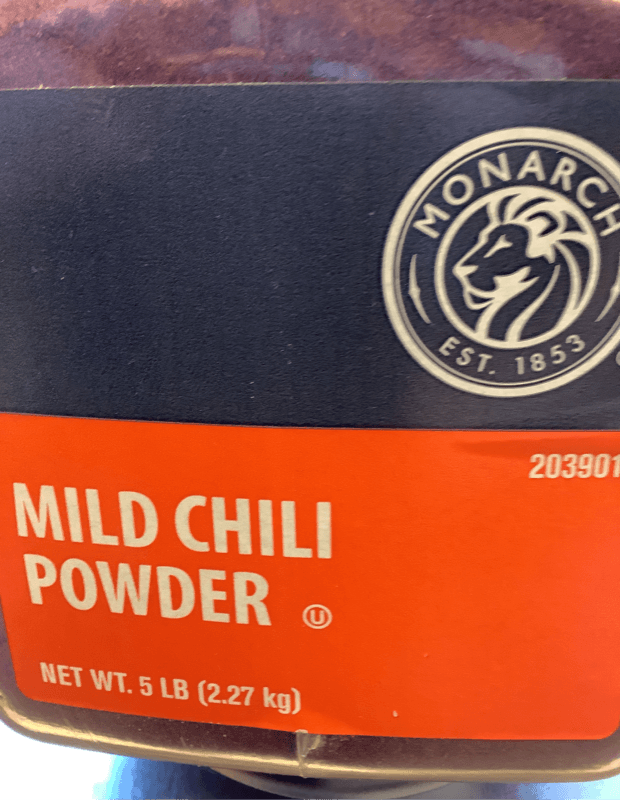 MONARCH
EST. 1853
203901
MILD CHILI
POWDER Ⓤ
NET WT. 5 LB (2.27 kg)